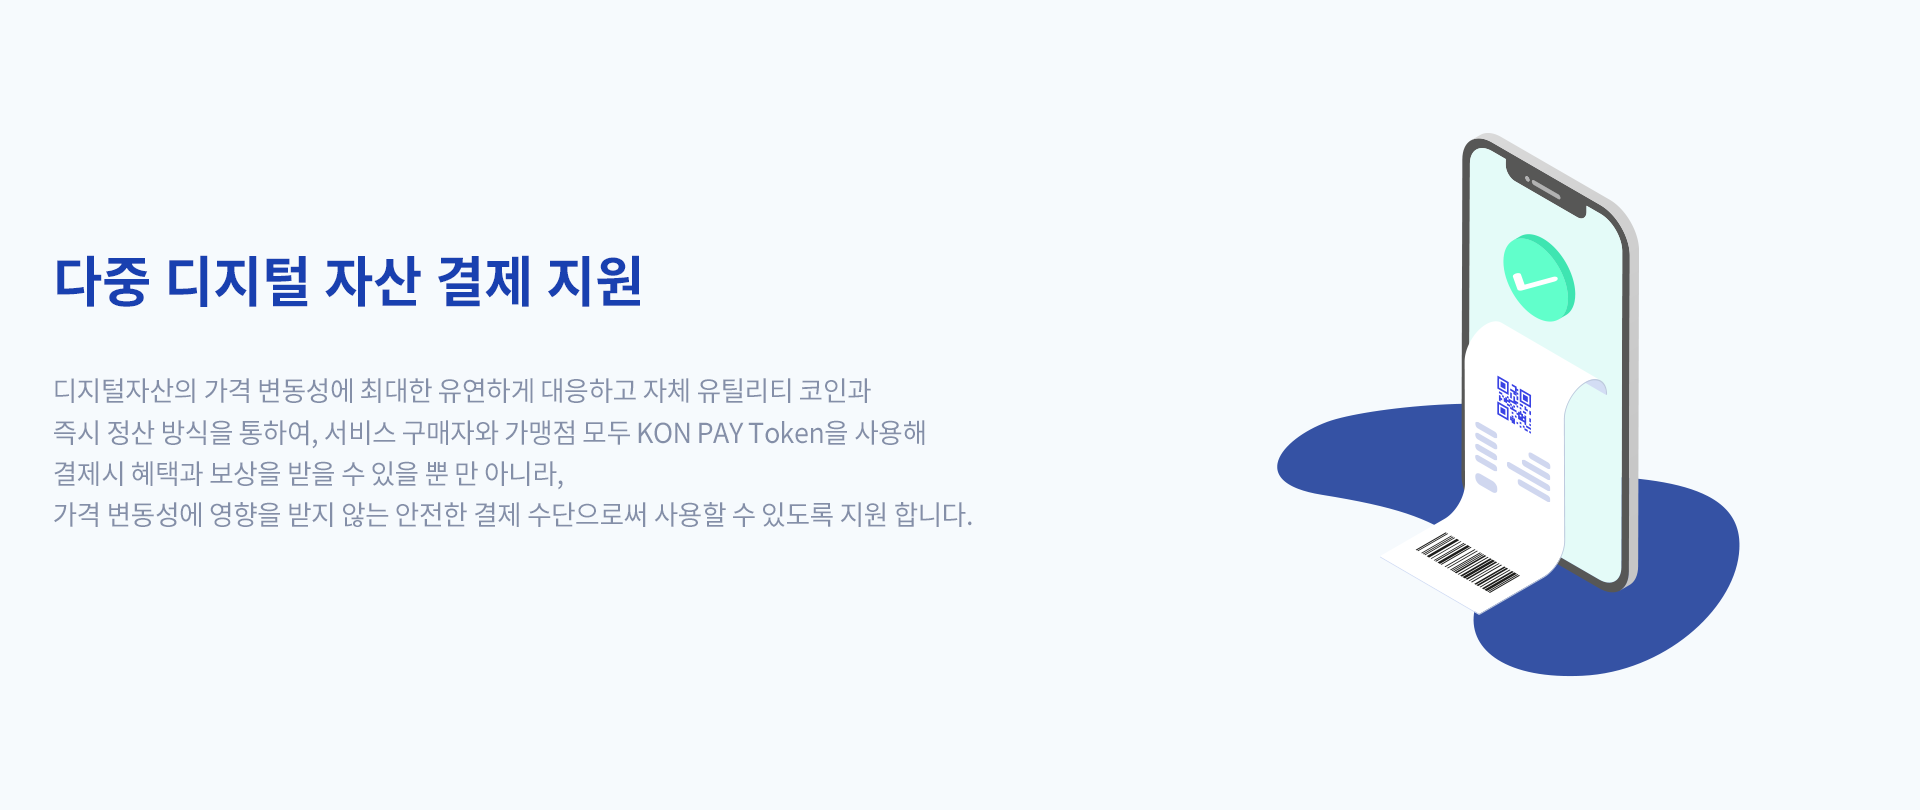 다중 디지털 자산 결제 지원
디지털자산의 가격 변동성에 최대한 유연하게 대응하고 자체 유틸리티 코인과
즉시 정산 방식을 통하여, 서비스 구매자와 가맹점 모두 KON PAY Token을 사용해
결제시 혜택과 보상을 받을 수 있을 뿐 만 아니라,
가격 변동성에 영향을 받지 않는 안전한 결제 수단으로써 사용할 수 있도록 지원 합니다.